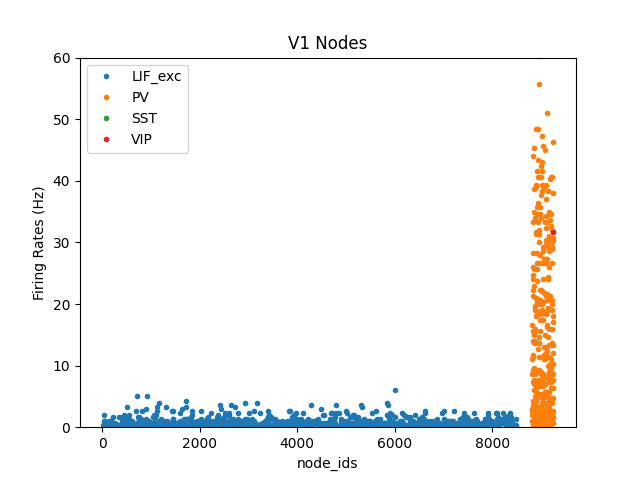 V1 Nodes
60
50
40
30
20
10
0
Firing Rates (Hz)
LIF_exc
PV
SST
VIP
0 2000 4000 6000 8000
node_ids